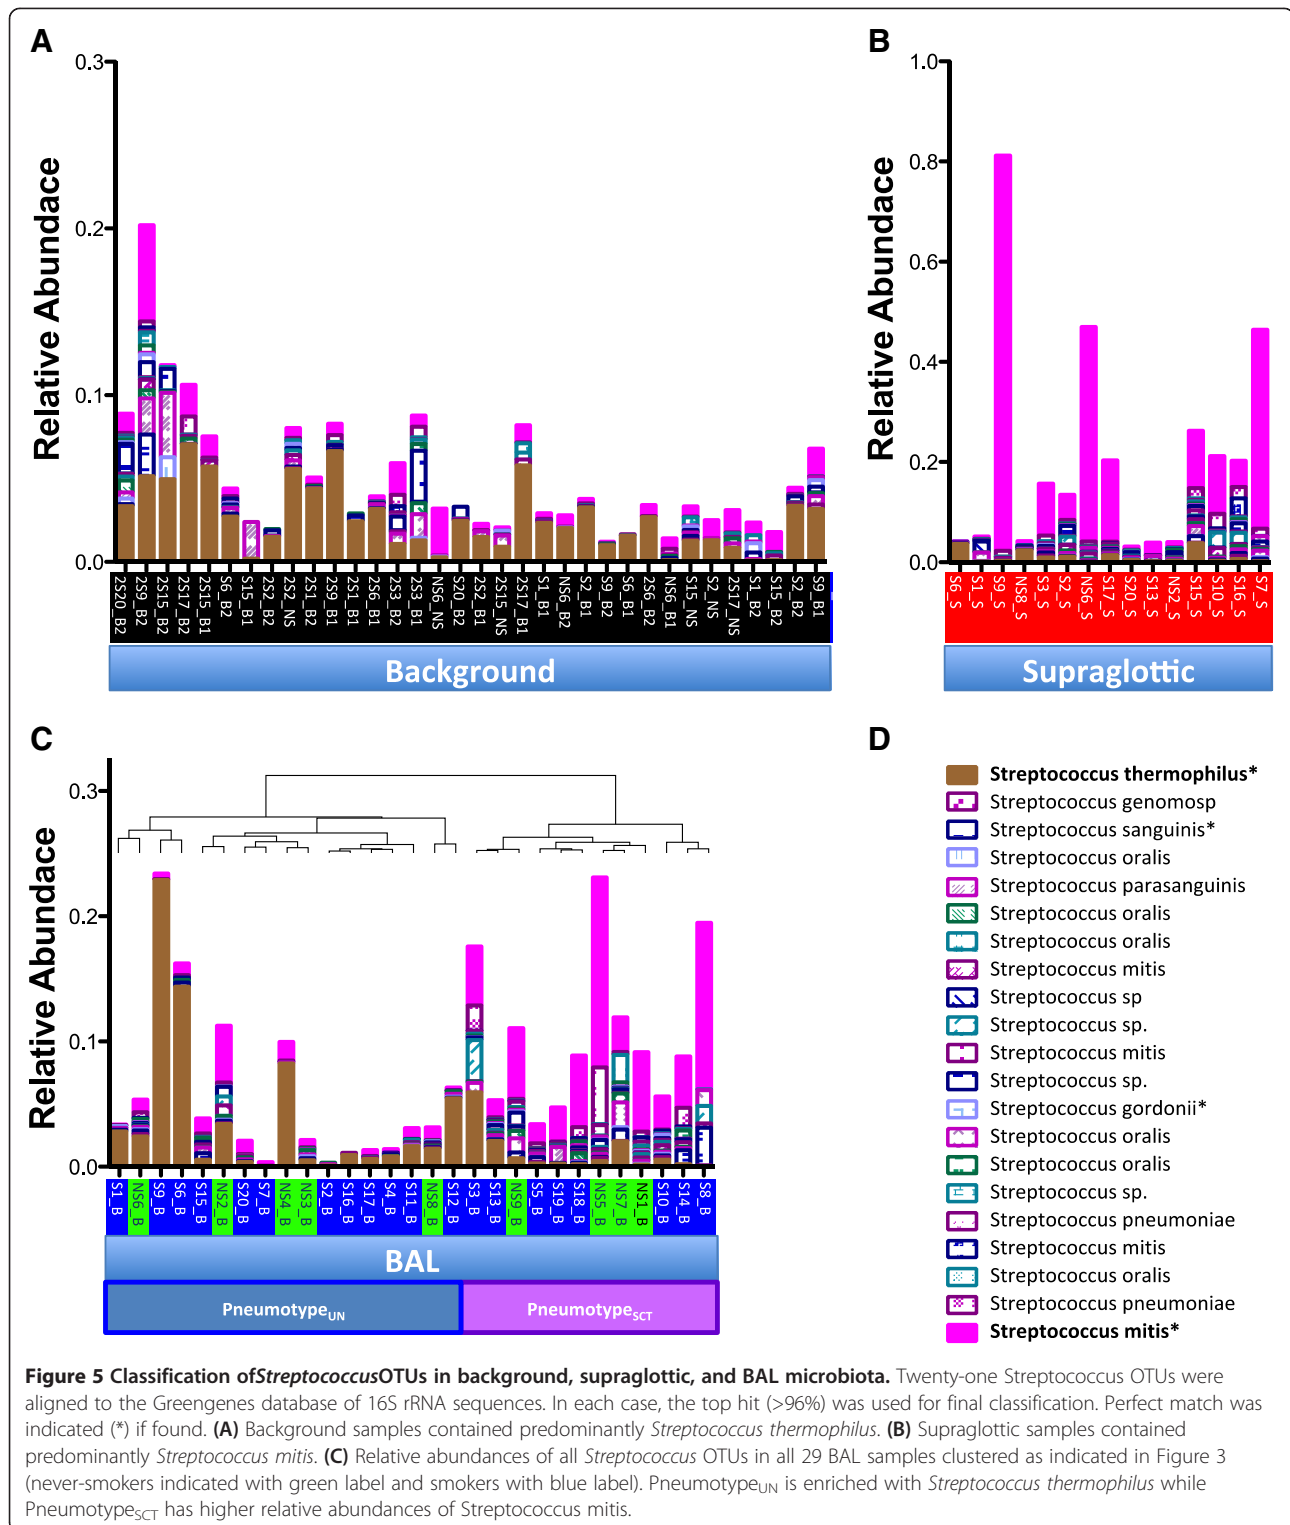 A
0.3
0.2
0.1
0.0
Relative Abundace
2S20_B2
2S9_B2
2S15_B2
2S17_B2
2S15_B1
S6_B2
S15_B1
2S2_B2
2S2_NS
2S1_B2
2S9_B1
2S1_B1
2S6_B1
2S3_B2
2S3_B1
NS6_NS
S20_B2
2S2_B1
2S15_NS
2S17_B1
S1_B1
NS6_B2
S2_B1
S9_B2
S6_B1
2S6_B2
NS6_B1
S15_NS
S2_NS
2S17_NS
S1_B2
S15_B2
S2_B2
S9_B1
Background
B
1.0
0.8
0.6
0.4
0.2
0.0
Relative Abundace
S6_S
S1_S
S9_S
NS8_S
S3_S
S2_S
NS6_S
S17_S
S20_S
S13_S
NS2_S
S15_S
S10_S
S16_S
S7_S
Supraglottic
C
0.3
0.2
0.1
0.0
Relative Abundace
S1_B
NS6_B
S9_B
S6_B
S15_B
NS2_B
S20_B
S7_B
NS4_B
NS3_B
S2_B
S16_B
S17_B
S4_B
S11_B
NS8_B
S12_B
S3_B
S13_B
NS9_B
S5_B
S19_B
S18_B
NS5_B
NS7_B
NS1_B
S10_B
S14_B
S8_B
BAL
PneumotypeUN
PneumotypeSCT
D
Streptococcus thermophilus*
Streptococcus genomosp
Streptococcus sanguinis*
Streptococcus oralis
Streptococcus parasanguinis
Streptococcus oralis
Streptococcus oralis
Streptococcus mitis
Streptococcus sp
Streptococcus sp.
Streptococcus mitis
Streptococcus sp.
Streptococcus gordonii*
Streptococcus oralis
Streptococcus oralis
Streptococcus sp.
Streptococcus pneumoniae
Streptococcus mitis
Streptococcus oralis
Streptococcus pneumoniae
Streptococcus mitis*
Figure 5 Classification ofStreptococcusOTUs in background, supraglottic, and BAL microbiota. Twenty-one Streptococcus OTUs were
aligned to the Greengenes database of 16S rRNA sequences. In each case, the top hit (>96%) was used for final classification. Perfect match was
indicated (*) if found. (A) Background samples contained predominantly Streptococcus thermophilus. (B) Supraglottic samples contained
predominantly Streptococcus mitis. (C) Relative abundances of all Streptococcus OTUs in all 29 BAL samples clustered as indicated in Figure 3
(never-smokers indicated with green label and smokers with blue label). PneumotypeUN is enriched with Streptococcus thermophilus while
PneumotypeSCT has higher relative abundances of Streptococcus mitis.